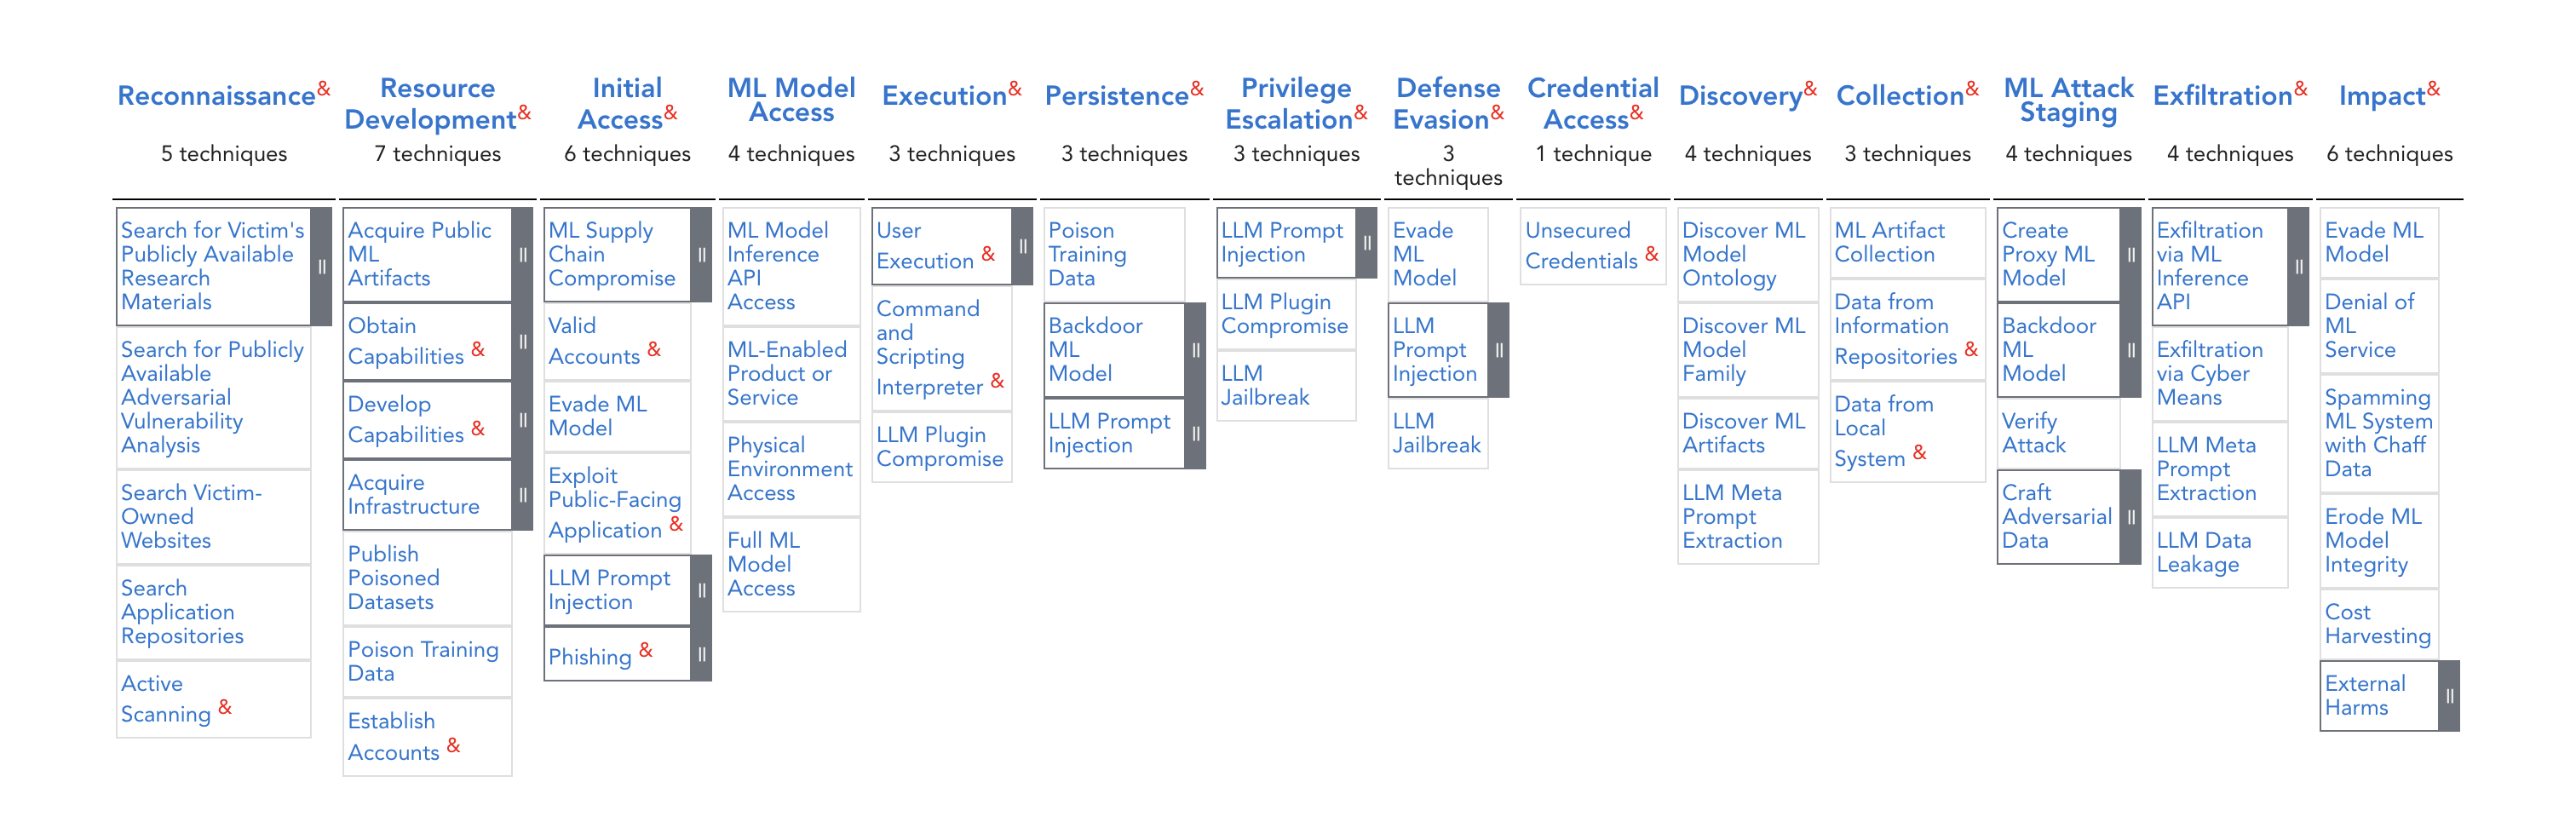 Reconnaissance&
5 techniques
Search for Victim's
Publicly Available
Research
Materials
Search for Publicly
Available
Adversarial
Vulnerability
Analysis
Search Victim-
Owned
Websites
Search
Application
Repositories
Active
Scanning &
Resource
Development&
7 techniques
Acquire Public
ML
Artifacts
Obtain
Capabilities &
Develop
Capabilities &
Acquire
Infrastructure
Publish
Poisoned
Datasets
Poison Training
Data
Establish
Accounts &
Initial
Access&
6 techniques
ML Supply
Chain
Compromise
Valid
Accounts &
Evade ML
Model
Exploit
Public-Facing
Application &
LLM Prompt
Injection
Phishing &
ML Model
Access
4 techniques
ML Model
Inference
API
Access
ML-Enabled
Product or
Service
Physical
Environment
Access
Full ML
Model
Access
Execution&
3 techniques
User
Execution &
Command
and
Scripting
Interpreter &
LLM Plugin
Compromise
Persistence&
3 techniques
Poison
Training
Data
Backdoor
ML
Model
LLM Prompt
Injection
Privilege
Escalation&
3 techniques
LLM Prompt
Injection
LLM Plugin
Compromise
LLM
Jailbreak
Defense
Evasion&
3
techniques
Evade
ML
Model
LLM
Prompt
Injection
LLM
Jailbreak
Credential
Access&
1 technique
Unsecured
Credentials &
Discovery&
4 techniques
Discover ML
Model
Ontology
Discover ML
Model
Family
Discover ML
Artifacts
LLM Meta
Prompt
Extraction
Collection&
3 techniques
ML Artifact
Collection
Data from
Information
Repositories &
Data from
Local
System &
ML Attack
Staging
4 techniques
Create
Proxy ML
Model
Backdoor
ML
Model
Verify
Attack
Craft
Adversarial
Data
Exfiltration&
4 techniques
Exfiltration
via ML
Inference
API
Exfiltration
via Cyber
Means
LLM Meta
Prompt
Extraction
LLM Data
Leakage
Impact&
6 techniques
Evade ML
Model
Denial of
ML
Service
Spamming
ML System
with Chaff
Data
Erode ML
Model
Integrity
Cost
Harvesting
External
Harms